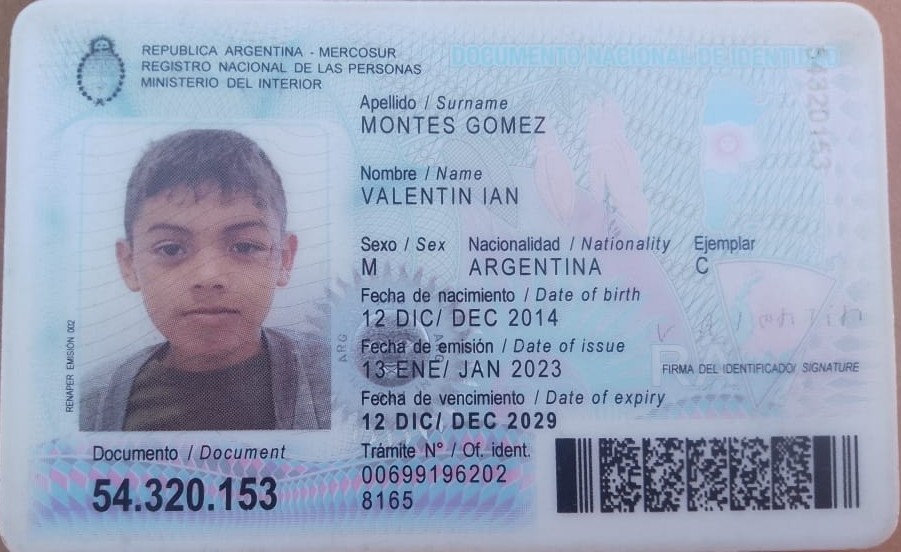 REPUBLICA ARGENTINA - MERCOSUR
REGISTRO NACIONAL DE LAS PERSONAS
MINISTERIO DEL INTERIOR
DOCUMENTO NACIONAL DE IDENTIDAD
Apellido / Surname
MONTES GOMEZ
Nombre / Name
VALENTIN IAN
Sexo / Sex Nacionalidad / Nationality Ejemplar
M ARGENTINA C
Fecha de nacimiento / Date of birth
12 DIC/ DEC 2014
Fecha de emisión / Date of issue
13 ENE/ JAN 2023
FIRMA DEL IDENTIFICADO/ SIGNATURE
Fecha de vencimiento / Date of expiry
12 DIC/ DEC 2029
Documento / Document
54.320.153
Trámite N° / Of. ident.
00699196202
8165
RENAPER EMISIÓN 002
ARG
54320153